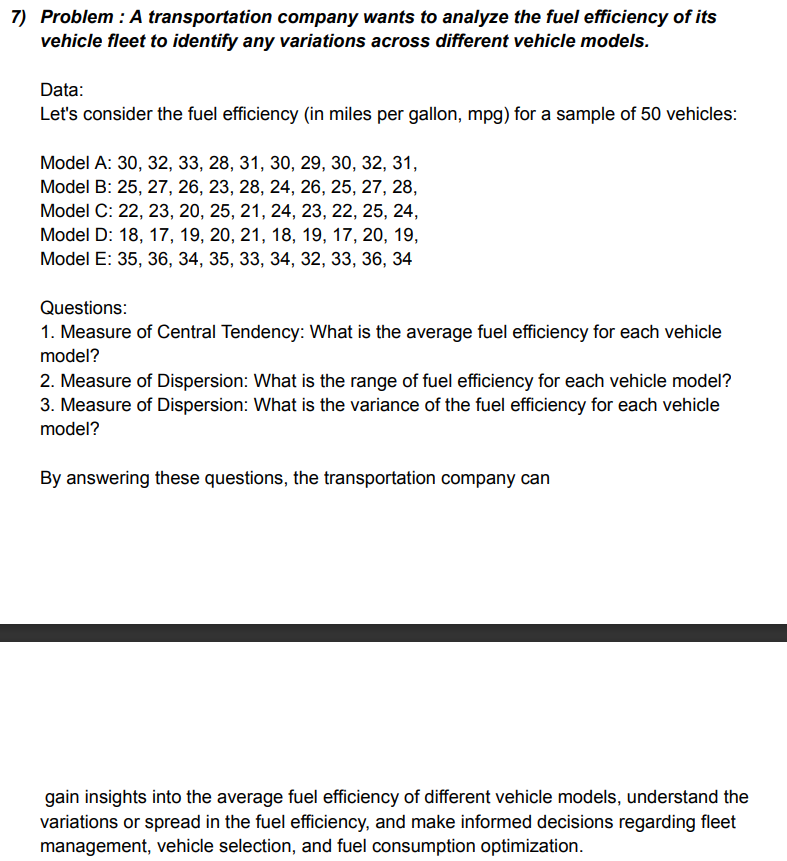 7) Problem : A transportation company wants to analyze the fuel efficiency of its
vehicle fleet to identify any variations across different vehicle models.
Data:
Let's consider the fuel efficiency (in miles per gallon, mpg) for a sample of 50 vehicles:
Model A: 30, 32, 33, 28, 31, 30, 29, 30, 32, 31,
Model B: 25, 27, 26, 23, 28, 24, 26, 25, 27, 28,
Model C: 22, 23, 20, 25, 21, 24, 23, 22, 25, 24,
Model D: 18, 17, 19, 20, 21, 18, 19, 17, 20, 19,
Model E: 35, 36, 34, 35, 33, 34, 32, 33, 36, 34
Questions:
1. Measure of Central Tendency: What is the average fuel efficiency for each vehicle
model?
2. Measure of Dispersion: What is the range of fuel efficiency for each vehicle model?
3. Measure of Dispersion: What is the variance of the fuel efficiency for each vehicle
model?
By answering these questions, the transportation company can
gain insights into the average fuel efficiency of different vehicle models, understand the
variations or spread in the fuel efficiency, and make informed decisions regarding fleet
management, vehicle selection, and fuel consumption optimization.